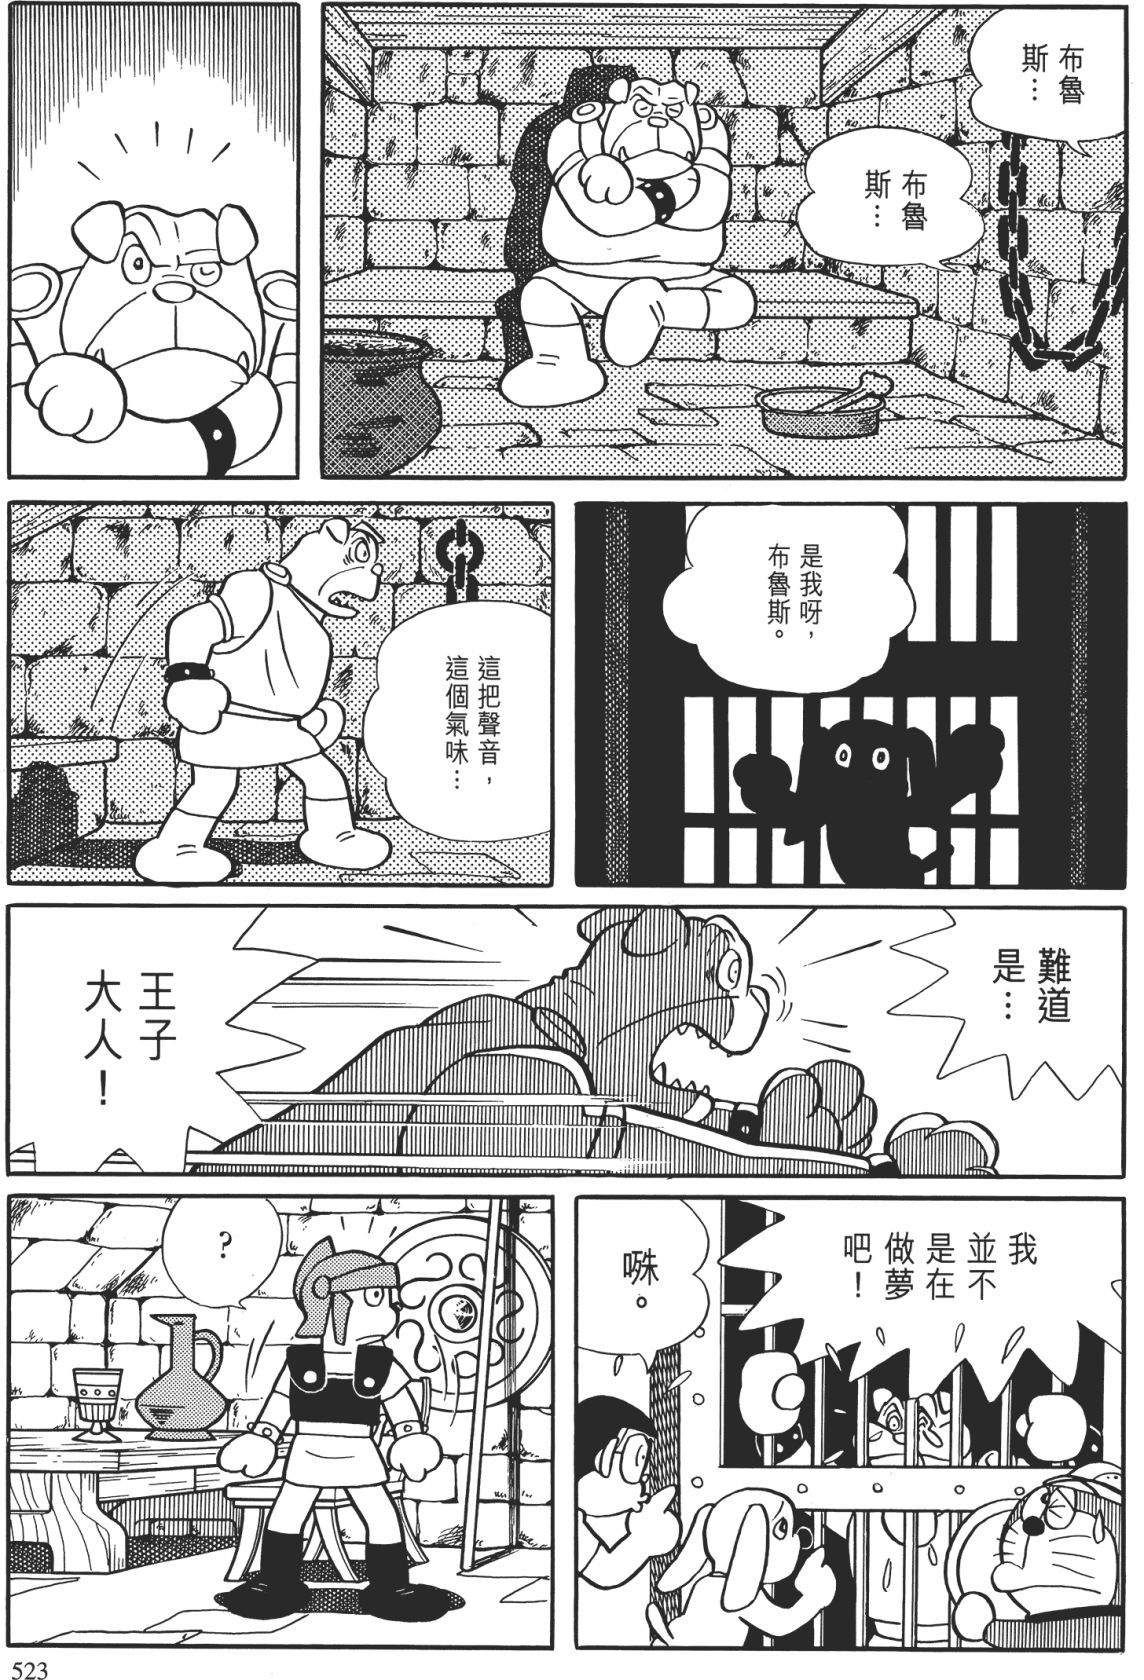 布魯
斯…
布魯
斯…
是我呀，
布魯斯。
這把聲音，
這個氣味…
難道
是…
王子
大人！
我
並不
是在
做夢
吧！
咻。
？
523